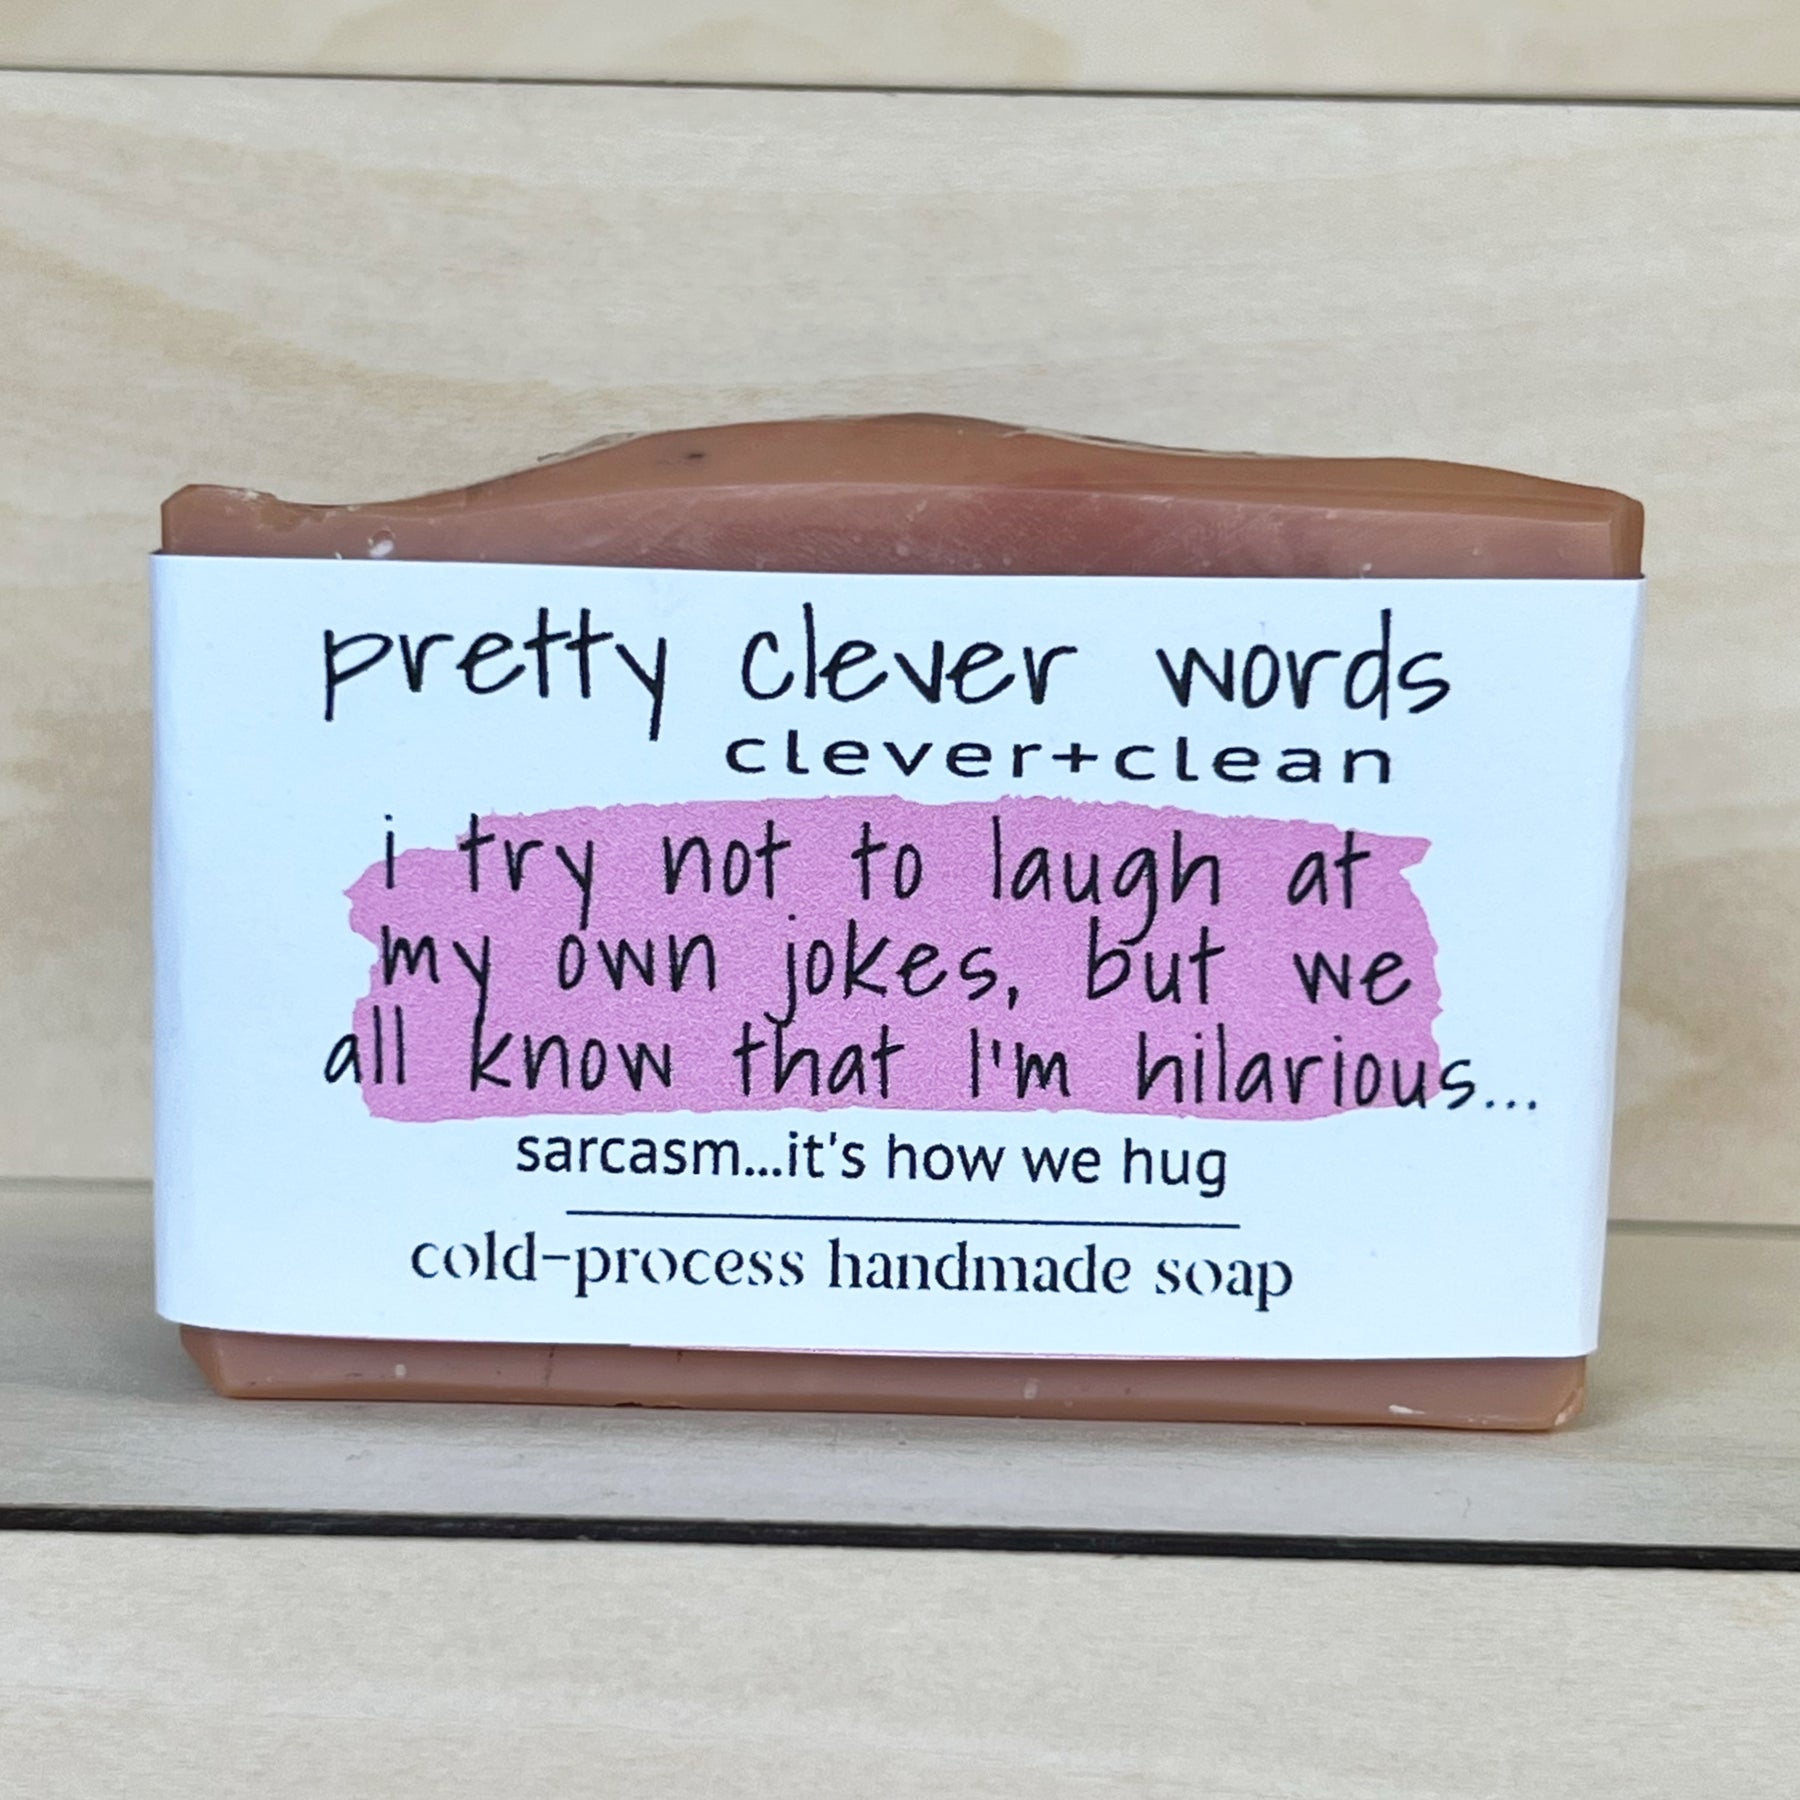 pretty clever words
clever+clean
i try not to laugh at
my own jokes, but we
all know that I'm hilarious...
sarcasm...it's how we hug
cold-process handmade soap